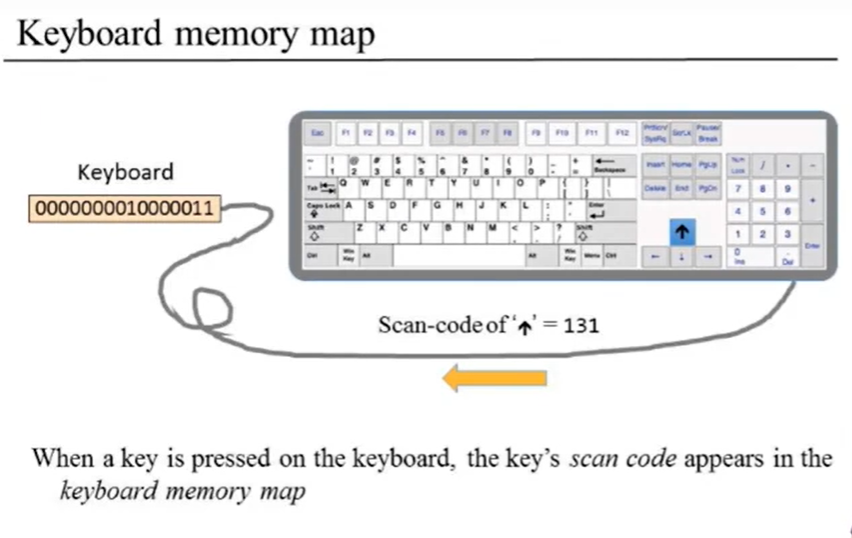 Keyboard memory map
Keyboard
0000000010000011
Esc F1 F2 F3 F4 F5 F6 F7 F8 F9 F10 F11 F12 PrtScn/ SysRq ScrLk Pause/ Break
~ ! @ # $ % ^ & * ( ) _ + Backspace Insert Home PgUp Num Lock / * -
1 2 3 4 5 6 7 8 9 0
Tab Q W E R T Y U I O P { } | Delete End PgDn 7 8 9 +
Caps Lock A S D F G H J K L : " Enter 4 5 6
Shift Z X C V B N M < > ? Shift ↑ 1 2 3 Enter
Ctrl Win Key Alt Alt Win Key Menu Ctrl ← ↓ → 0 Ins . Del
Scan-code of '↑' = 131
When a key is pressed on the keyboard, the key's scan code appears in the
keyboard memory map